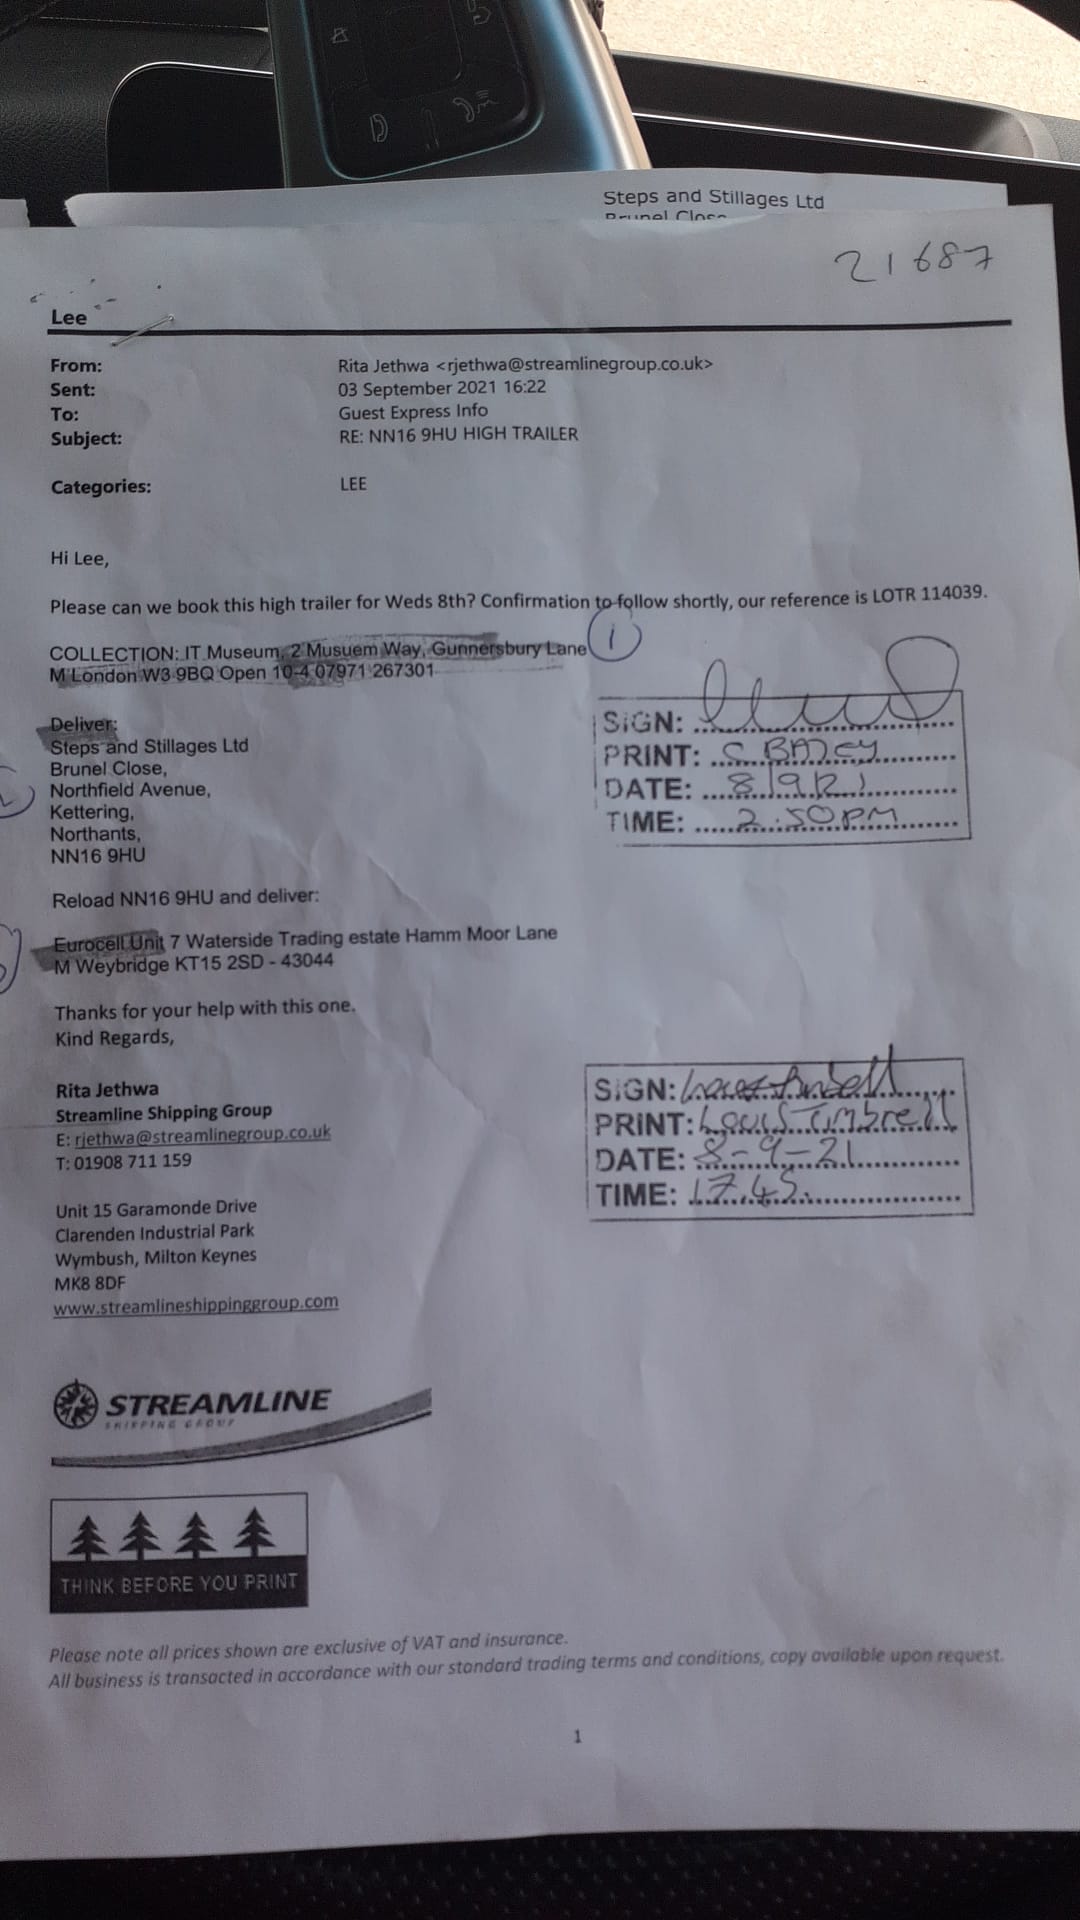 Steps and Stillages Ltd
Brunel Close
21687
Lee
From: Rita Jethwa <rjethwa@streamlinegroup.co.uk>
Sent: 03 September 2021 16:22
To: Guest Express Info
Subject: RE: NN16 9HU HIGH TRAILER
Categories: LEE
Hi Lee,
Please can we book this high trailer for Weds 8th? Confirmation to follow shortly, our reference is LOTR 114039.
COLLECTION: IT Museum, 2 Musuem Way, Gunnersbury Lane 1
M London W3 9BQ Open 10-4 07971 267301
SIGN:
PRINT: C BAILEY
DATE: 8/9/21
TIME: 2.50PM
Deliver:
Steps and Stillages Ltd
Brunel Close,
Northfield Avenue,
Kettering,
Northants,
NN16 9HU
Reload NN16 9HU and deliver:
Eurocell Unit 7 Waterside Trading estate Hamm Moor Lane
M Weybridge KT15 2SD - 43044
Thanks for your help with this one.
Kind Regards,
Rita Jethwa
Streamline Shipping Group
E: rjethwa@streamlinegroup.co.uk
T: 01908 711 159
SIGN:
PRINT: Louis Timbrell
DATE: 8-9-21
TIME: 17.45
Unit 15 Garamonde Drive
Clarenden Industrial Park
Wymbush, Milton Keynes
MK8 8DF
www.streamlineshippinggroup.com
STREAMLINE
SHIPPING GROUP
THINK BEFORE YOU PRINT
Please note all prices shown are exclusive of VAT and insurance.
All business is transacted in accordance with our standard trading terms and conditions, copy available upon request.
1